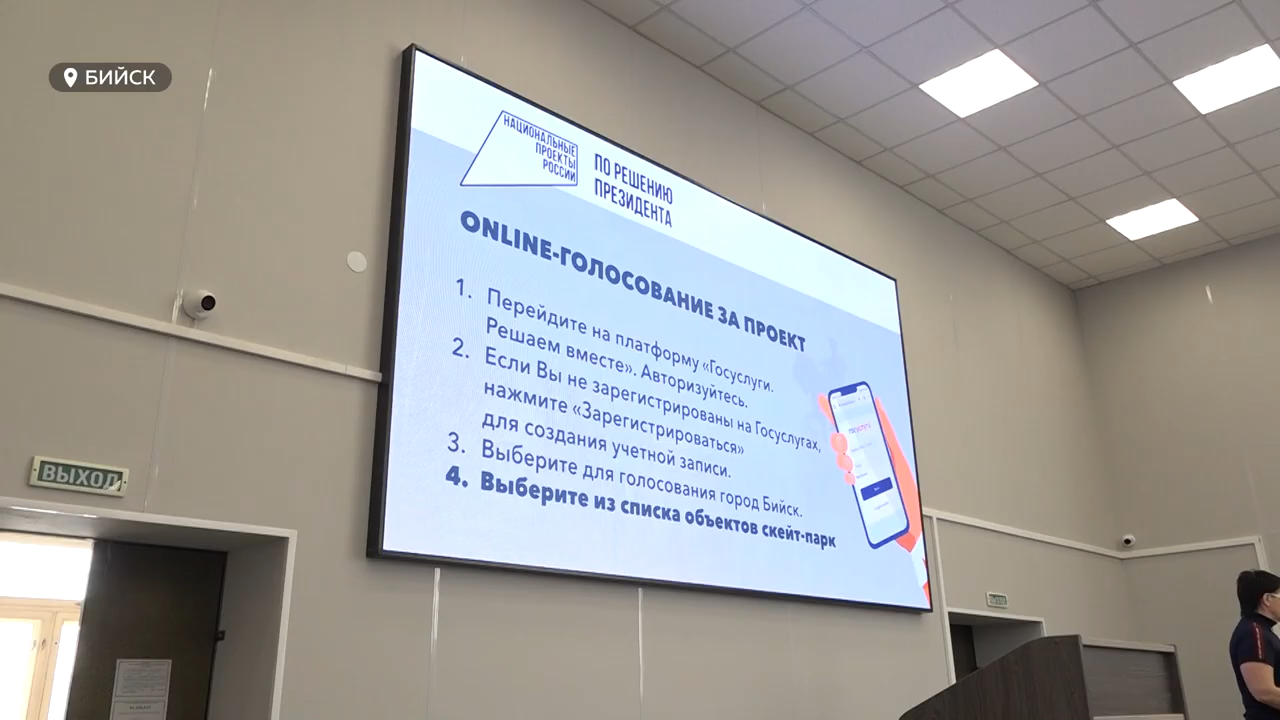 БИЙСК
НАЦИОНАЛЬНЫЕ
ПРОЕКТЫ
РОССИИ
ПО РЕШЕНИЮ
ПРЕЗИДЕНТА
ONLINE-ГОЛОСОВАНИЕ ЗА ПРОЕКТ
1. Перейдите на платформу «Госуслуги.
Решаем вместе». Авторизуйтесь.
2. Если Вы не зарегистрированы на Госуслугах,
нажмите «Зарегистрироваться»
для создания учетной записи.
3. Выберите для голосования город Бийск.
4. Выберите из списка объектов скейт-парк
госуслуги
ВЫХОД